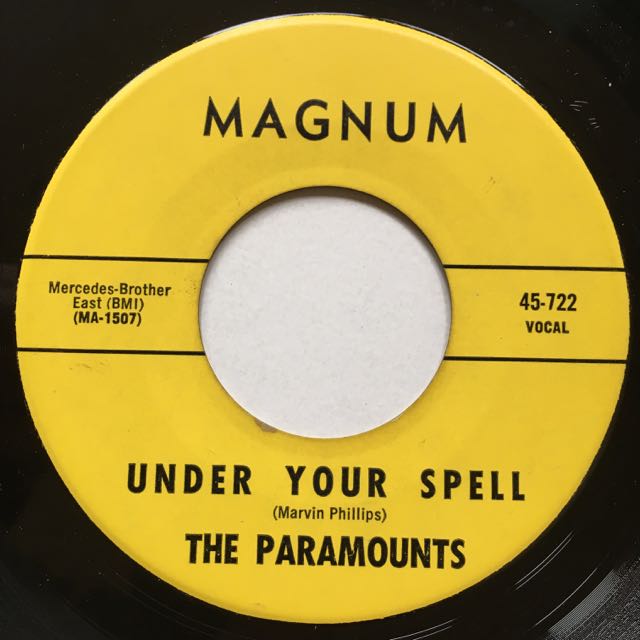 MAGNUM
Mercedes-Brother
East (BMI)
(MA-1507)
45-722
VOCAL
UNDER YOUR SPELL
(Marvin Phillips)
THE PARAMOUNTS